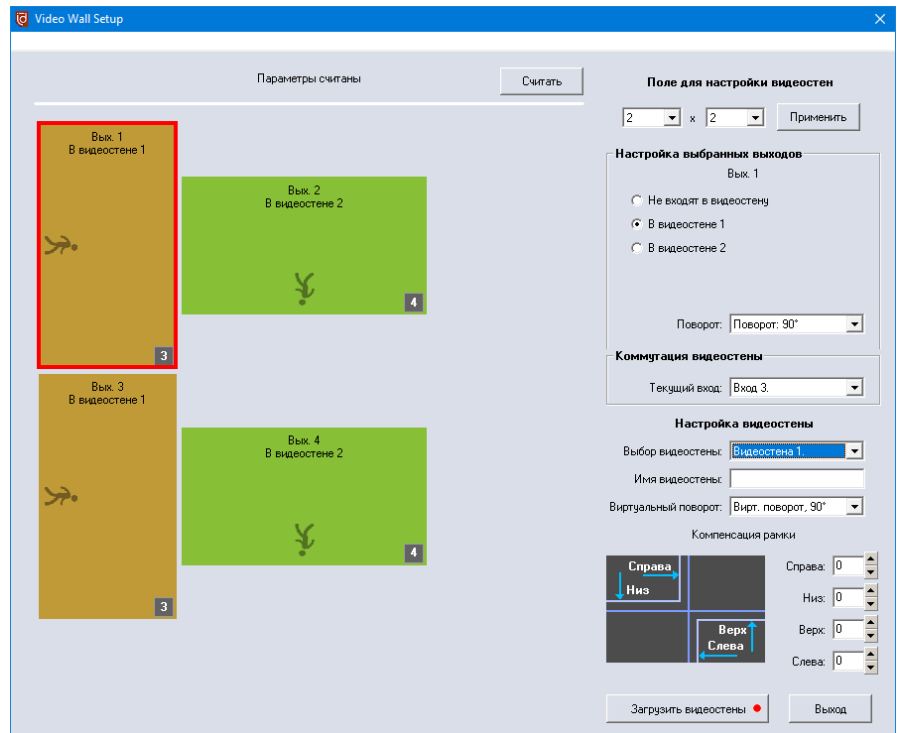 Video Wall Setup
Параметры считаны
Считать
Поле для настройки видеостен
2 x 2
Применить
Вых. 1
В видеостене 1
3
Вых. 2
В видеостене 2
4
Вых. 3
В видеостене 1
3
Вых. 4
В видеостене 2
4
Настройка выбранных выходов
Вых. 1
Не входят в видеостену
В видеостене 1
В видеостене 2
Поворот: Поворот: 90°
Коммутация видеостены
Текущий вход: Вход 3.
Настройка видеостены
Выбор видеостены: Видеостена 1.
Имя видеостены:
Виртуальный поворот: Вирт. поворот, 90°
Компенсация рамки
Справа
Низ
Верх
Слева
Справа: 0
Низ: 0
Верх: 0
Слева: 0
Загрузить видеостены
Выход